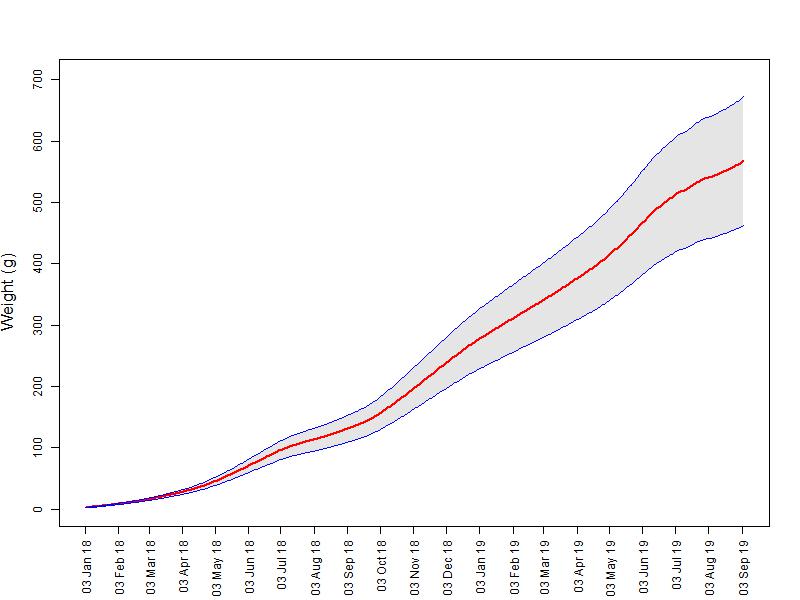 Weight (g)
700
600
500
400
300
200
100
0
03 Jan 18
03 Feb 18
03 Mar 18
03 Apr 18
03 May 18
03 Jun 18
03 Jul 18
03 Aug 18
03 Sep 18
03 Oct 18
03 Nov 18
03 Dec 18
03 Jan 19
03 Feb 19
03 Mar 19
03 Apr 19
03 May 19
03 Jun 19
03 Jul 19
03 Aug 19
03 Sep 19